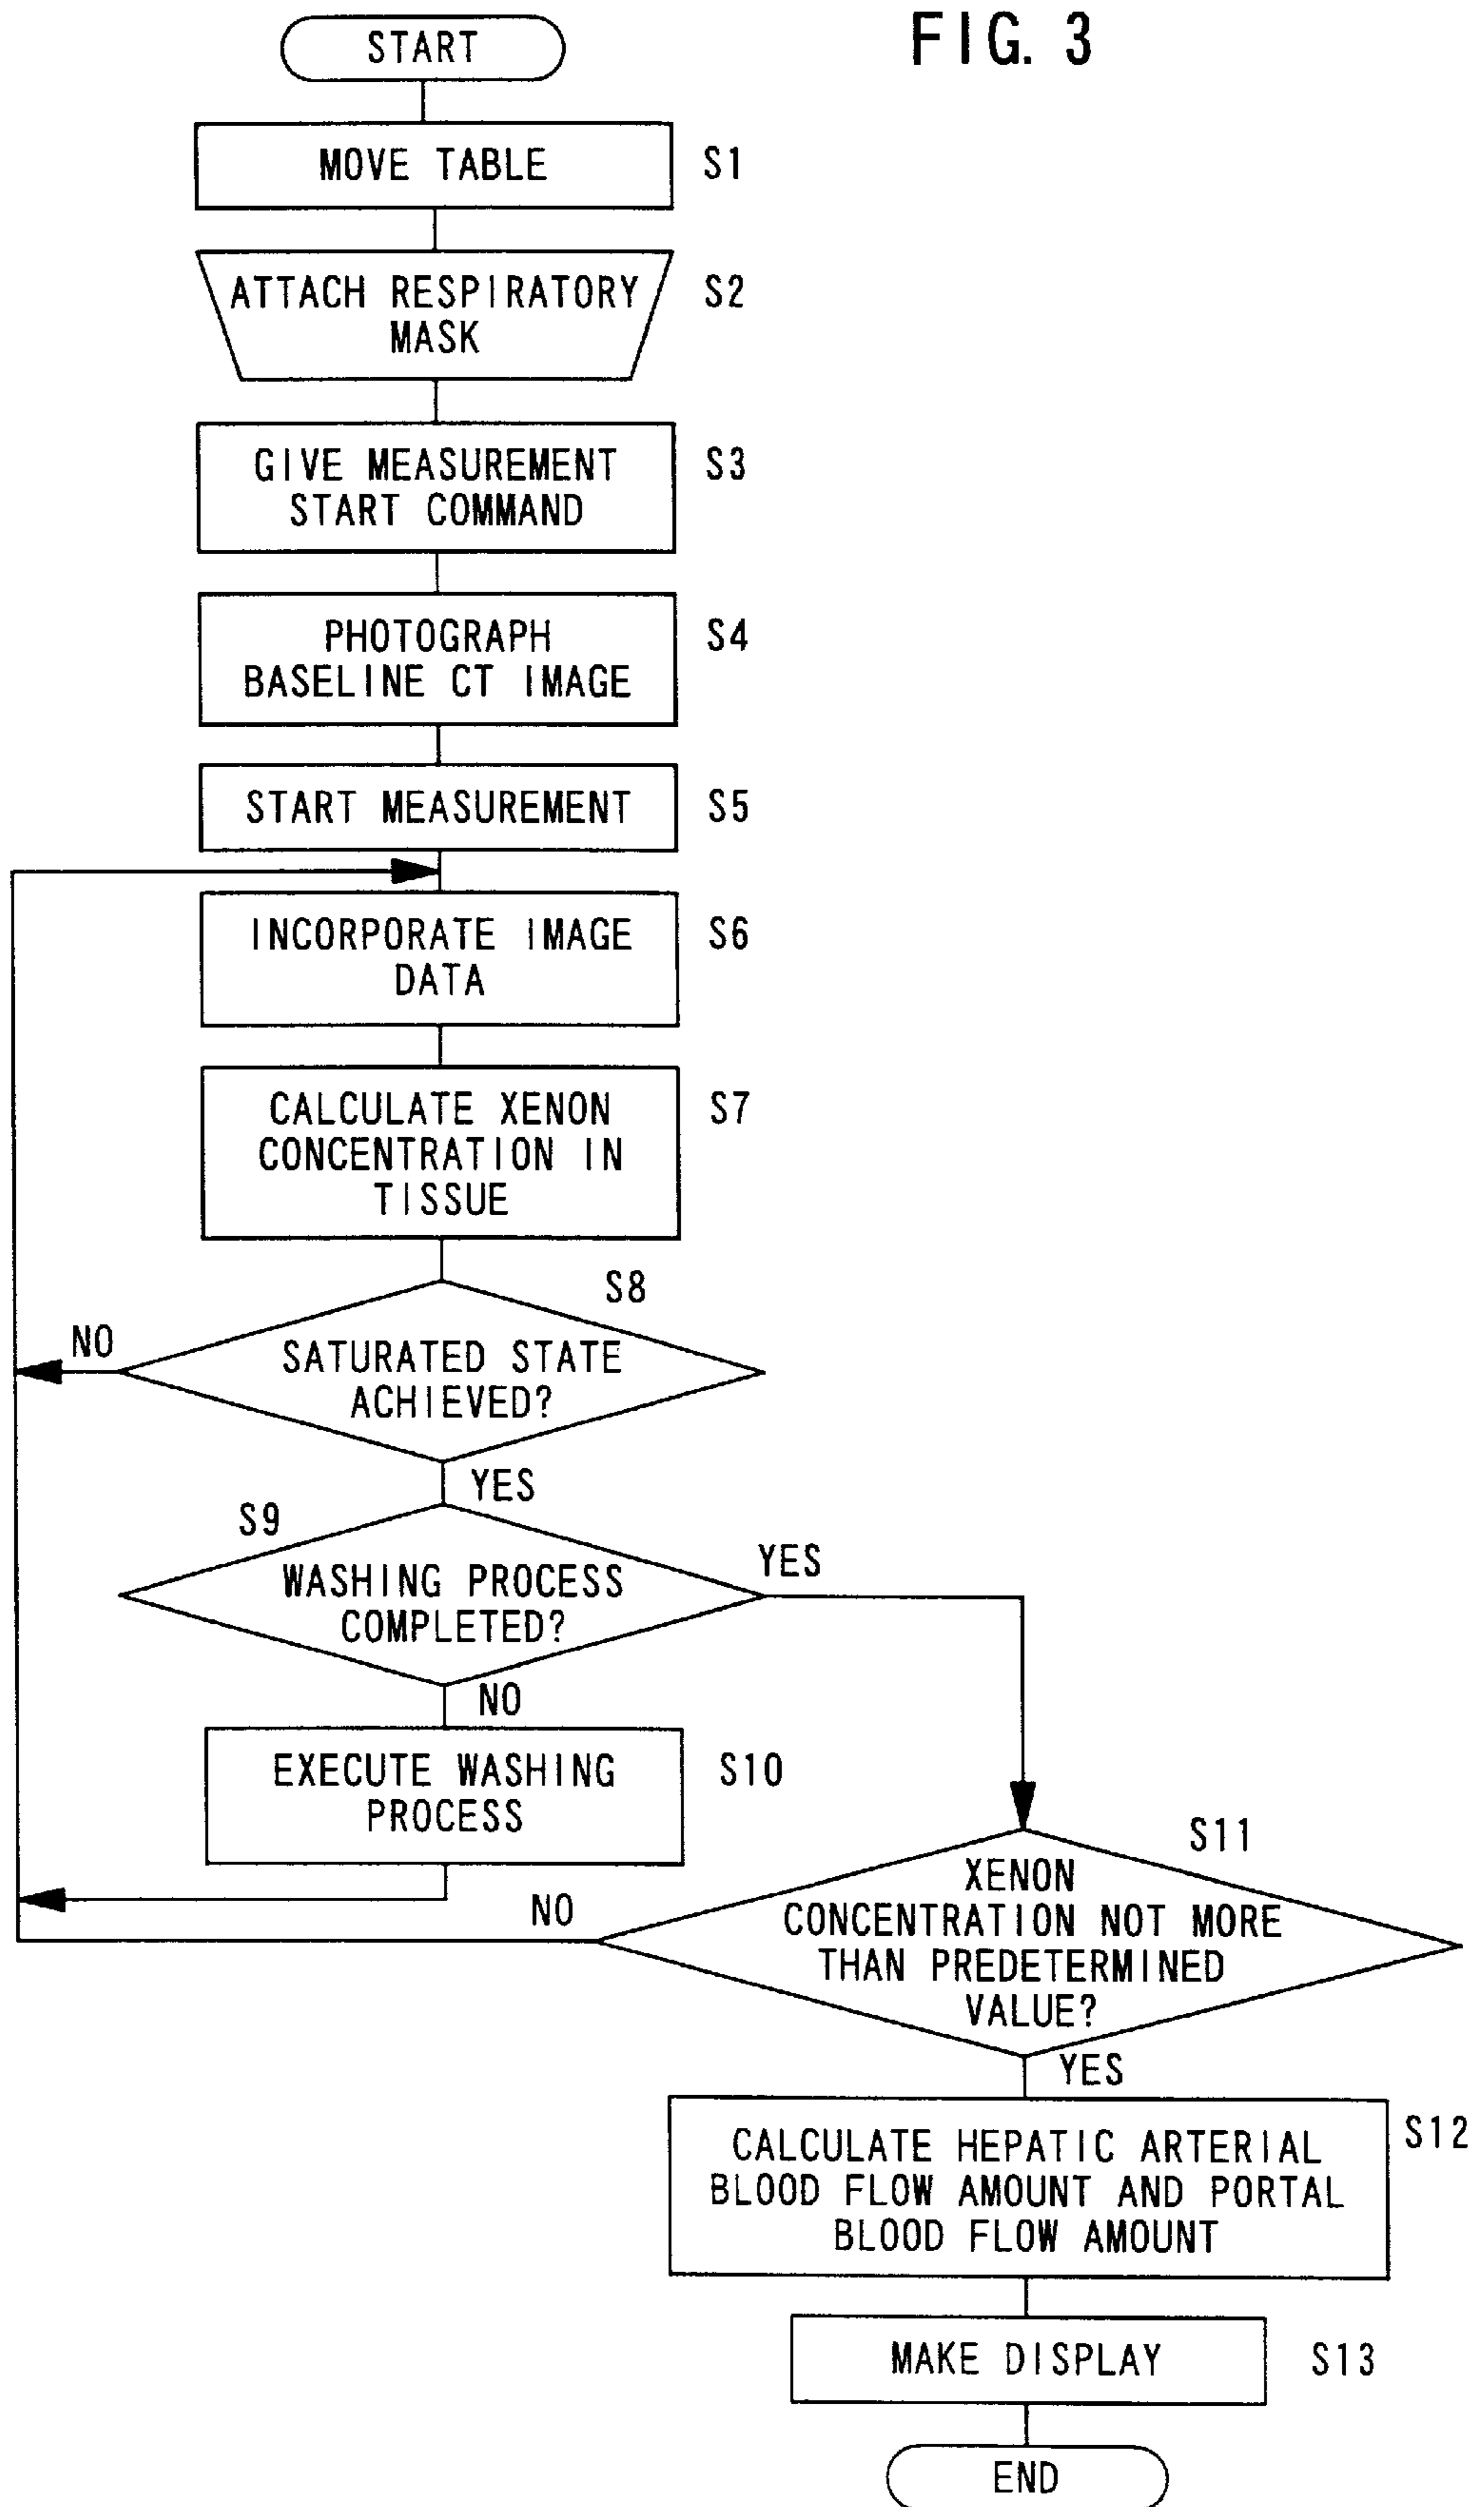 FIG. 3
START
MOVE TABLE
S1
ATTACH RESPIRATORY
MASK
S2
GIVE MEASUREMENT
START COMMAND
S3
PHOTOGRAPH
BASELINE CT IMAGE
S4
START MEASUREMENT
S5
INCORPORATE IMAGE
DATA
S6
CALCULATE XENON
CONCENTRATION IN
TISSUE
S7
S8
NO
SATURATED STATE
ACHIEVED?
YES
S9
WASHING PROCESS
COMPLETED?
YES
NO
EXECUTE WASHING
PROCESS
S10
S11
NO
XENON
CONCENTRATION NOT MORE
THAN PREDETERMINED
VALUE?
YES
CALCULATE HEPATIC ARTERIAL
BLOOD FLOW AMOUNT AND PORTAL
BLOOD FLOW AMOUNT
S12
MAKE DISPLAY
S13
END